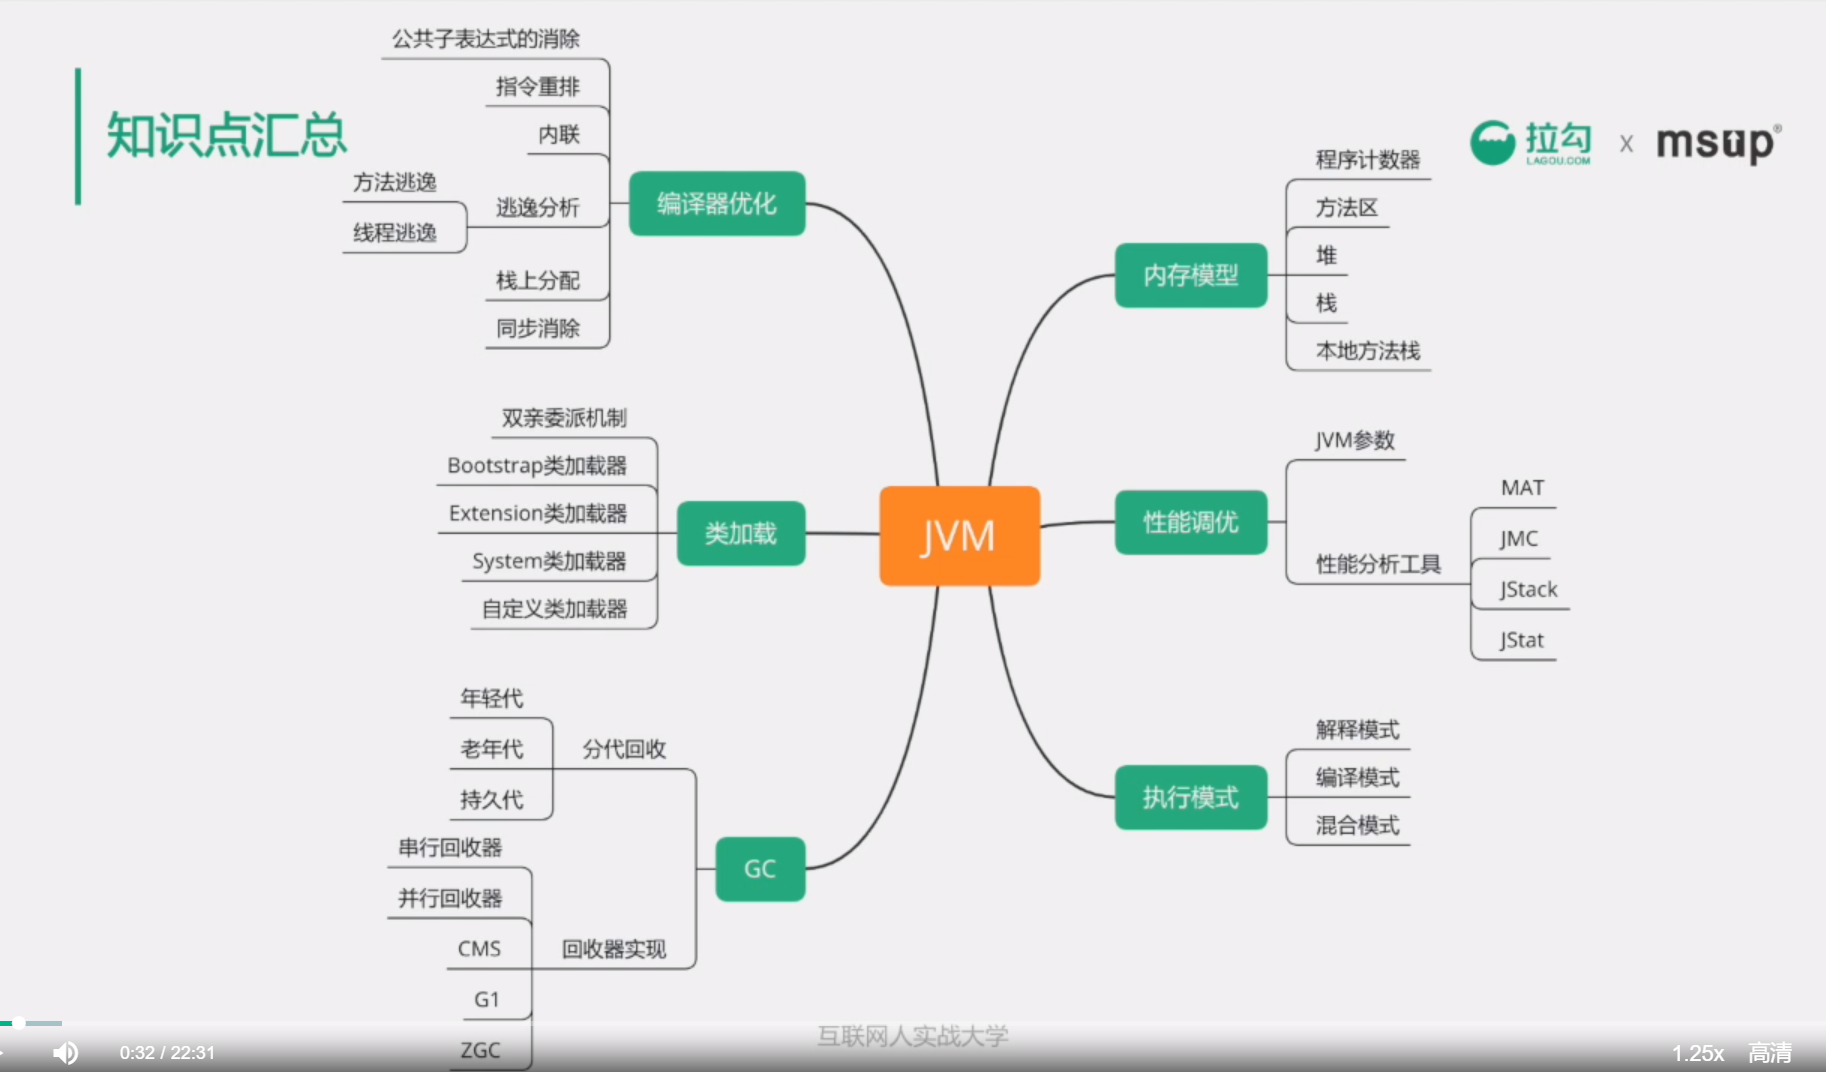 知识点汇总
拉勾
LAGOU.COM
x
msup®
JVM
编译器优化
公共子表达式的消除
指令重排
内联
逃逸分析
方法逃逸
线程逃逸
栈上分配
同步消除
类加载
双亲委派机制
Bootstrap类加载器
Extension类加载器
System类加载器
自定义类加载器
GC
分代回收
年轻代
老年代
持久代
回收器实现
串行回收器
并行回收器
CMS
G1
ZGC
内存模型
程序计数器
方法区
堆
栈
本地方法栈
性能调优
JVM参数
性能分析工具
MAT
JMC
JStack
JStat
执行模式
解释模式
编译模式
混合模式
互联网人实战大学
0:32 / 22:31
1.25x
高清